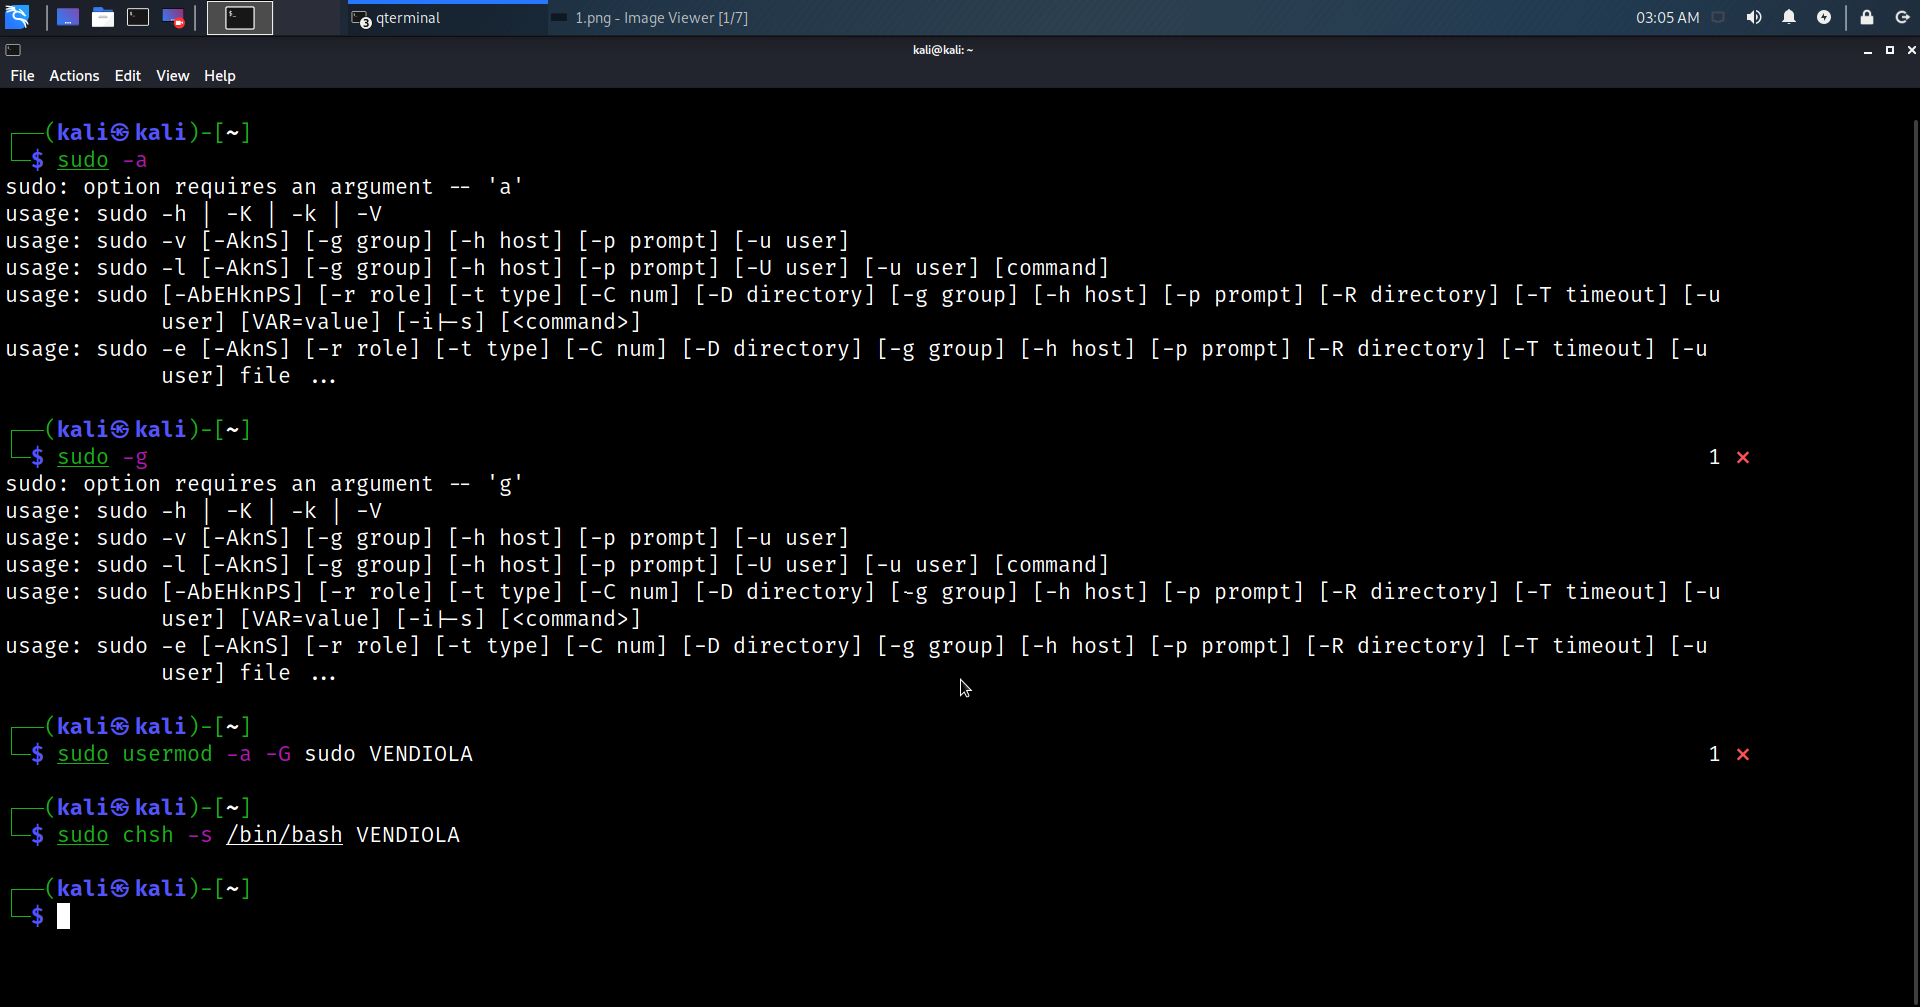 qterminal
1.png - Image Viewer [1/7]
03:05 AM
kali@kali: ~
File Actions Edit View Help
(kali㉿kali)-[~]
$ sudo -a
sudo: option requires an argument -- 'a'
usage: sudo -h | -K | -k | -V
usage: sudo -v [-AknS] [-g group] [-h host] [-p prompt] [-u user]
usage: sudo -l [-AknS] [-g group] [-h host] [-p prompt] [-U user] [-u user] [command]
usage: sudo [-AbEHknPS] [-r role] [-t type] [-C num] [-D directory] [-g group] [-h host] [-p prompt] [-R directory] [-T timeout] [-u
user] [VAR=value] [-i|-s] [<command>]
usage: sudo -e [-AknS] [-r role] [-t type] [-C num] [-D directory] [-g group] [-h host] [-p prompt] [-R directory] [-T timeout] [-u
user] file ...
(kali㉿kali)-[~]
$ sudo -g 1 ⨯
sudo: option requires an argument -- 'g'
usage: sudo -h | -K | -k | -V
usage: sudo -v [-AknS] [-g group] [-h host] [-p prompt] [-u user]
usage: sudo -l [-AknS] [-g group] [-h host] [-p prompt] [-U user] [-u user] [command]
usage: sudo [-AbEHknPS] [-r role] [-t type] [-C num] [-D directory] [-g group] [-h host] [-p prompt] [-R directory] [-T timeout] [-u
user] [VAR=value] [-i|-s] [<command>]
usage: sudo -e [-AknS] [-r role] [-t type] [-C num] [-D directory] [-g group] [-h host] [-p prompt] [-R directory] [-T timeout] [-u
user] file ...
(kali㉿kali)-[~]
$ sudo usermod -a -G sudo VENDIOLA 1 ⨯
(kali㉿kali)-[~]
$ sudo chsh -s /bin/bash VENDIOLA
(kali㉿kali)-[~]
$